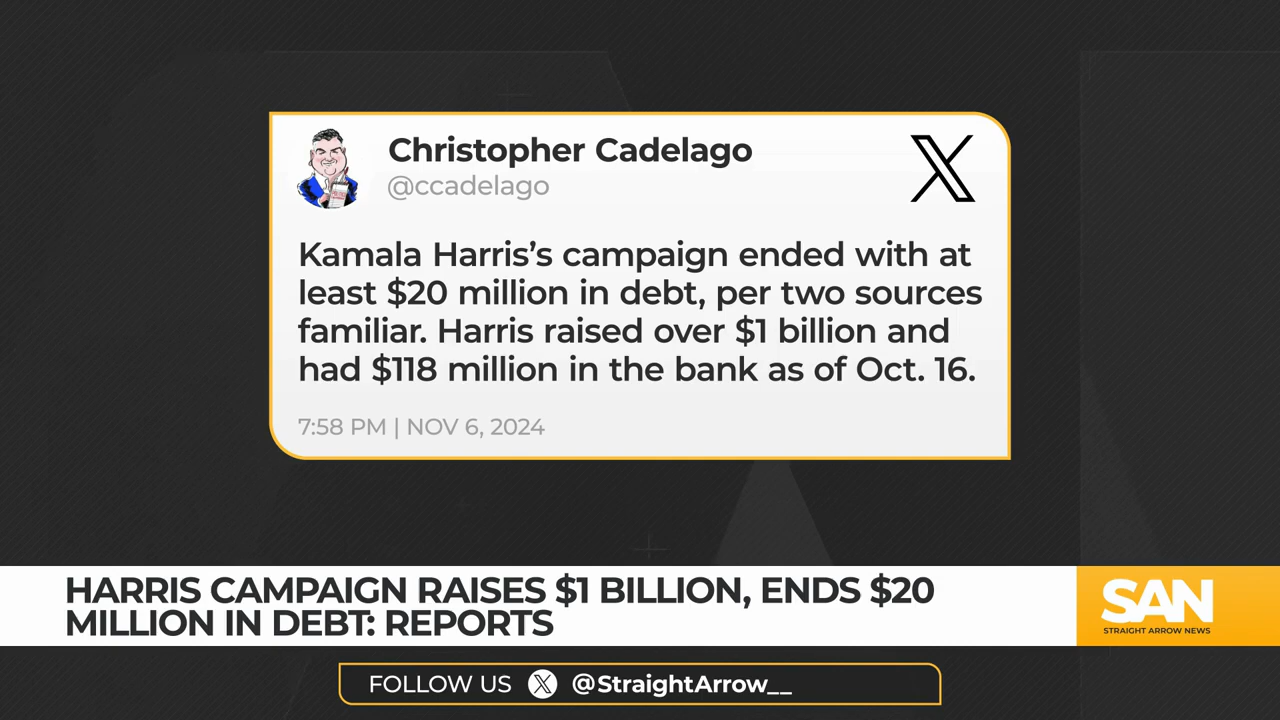 Christopher Cadelago
@ccadelago
Kamala Harris’s campaign ended with at
least $20 million in debt, per two sources
familiar. Harris raised over $1 billion and
had $118 million in the bank as of Oct. 16.
7:58 PM | NOV 6, 2024
HARRIS CAMPAIGN RAISES $1 BILLION, ENDS $20
MILLION IN DEBT: REPORTS
SAN
STRAIGHT ARROW NEWS
FOLLOW US @StraightArrow__